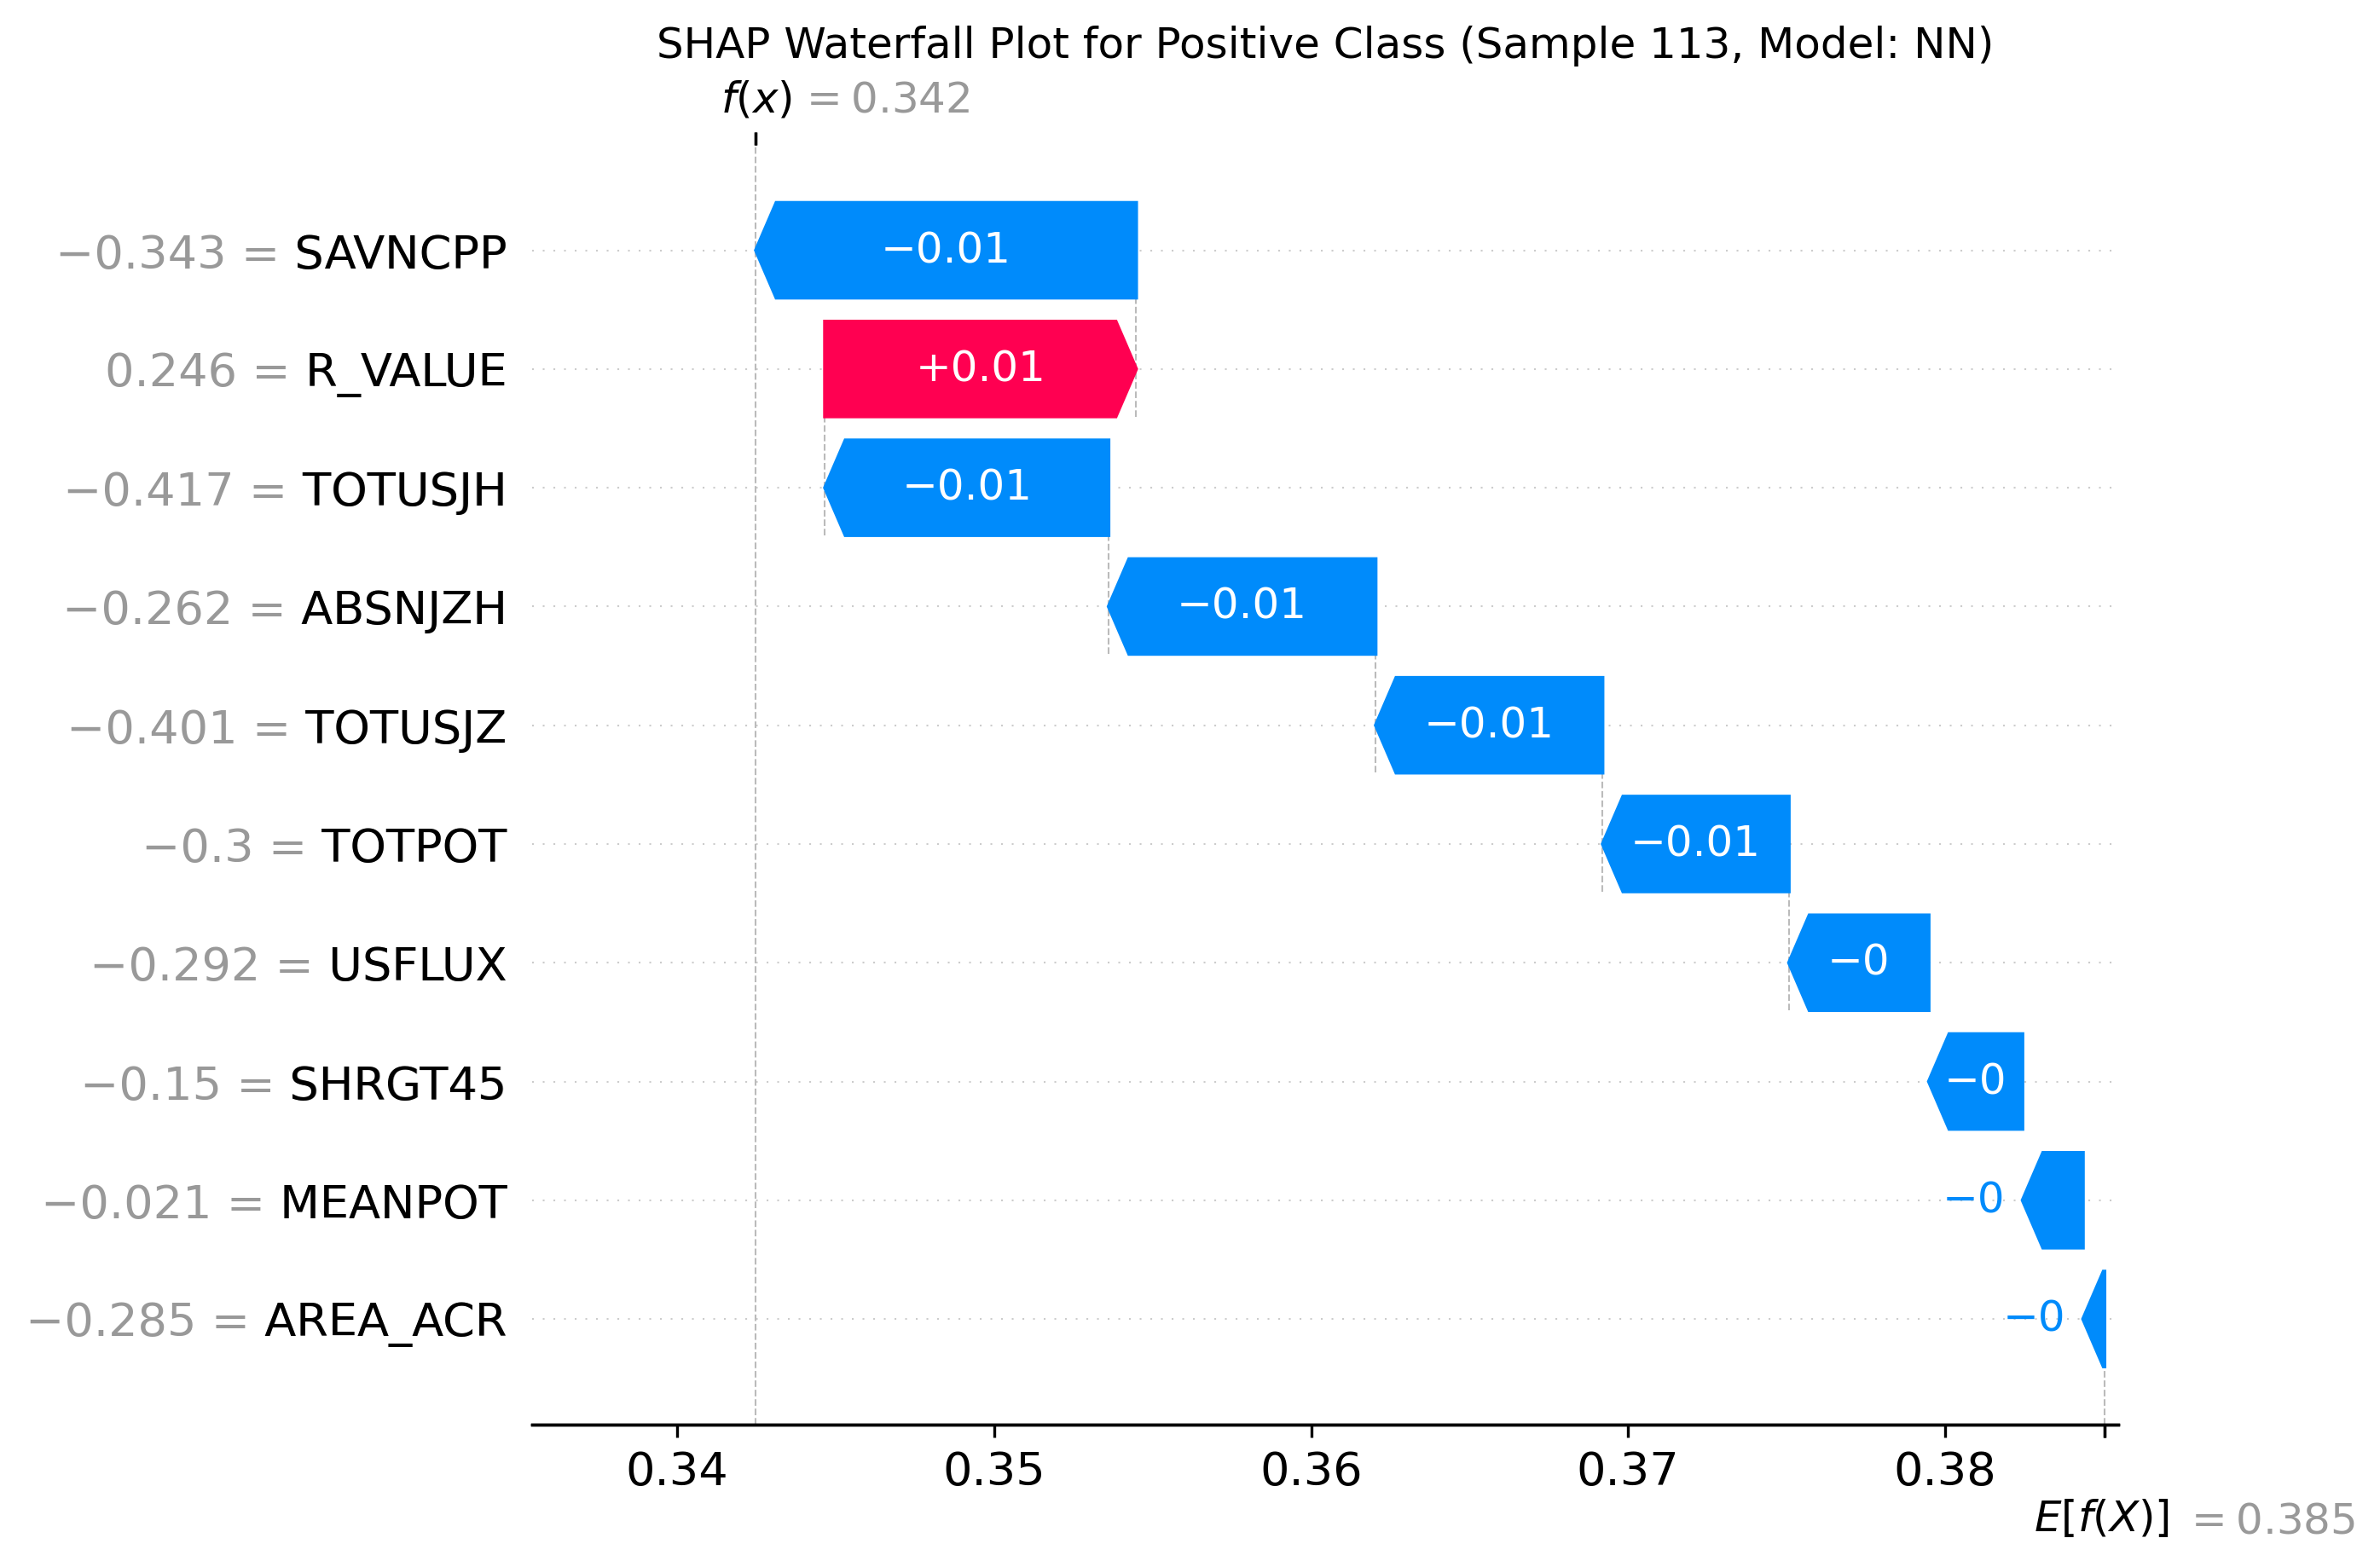 SHAP Waterfall Plot for Positive Class (Sample 113, Model: NN)
f(x) = 0.342
−0.343 = SAVNCPP −0.01
0.246 = R_VALUE +0.01
−0.417 = TOTUSJH −0.01
−0.262 = ABSNJZH −0.01
−0.401 = TOTUSJZ −0.01
−0.3 = TOTPOT −0.01
−0.292 = USFLUX −0
−0.15 = SHRGT45 −0
−0.021 = MEANPOT −0
−0.285 = AREA_ACR −0
0.34 0.35 0.36 0.37 0.38
E[f(X)] = 0.385